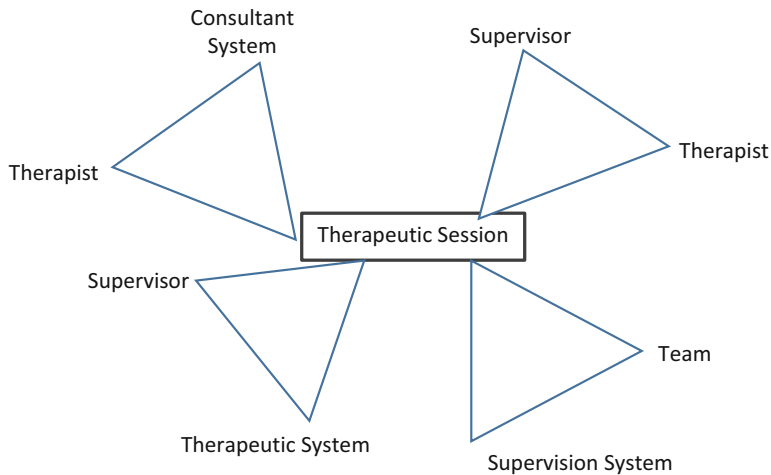 Consultant
System
Supervisor
Therapist
Therapist
Therapeutic Session
Supervisor
Team
Therapeutic System
Supervision System